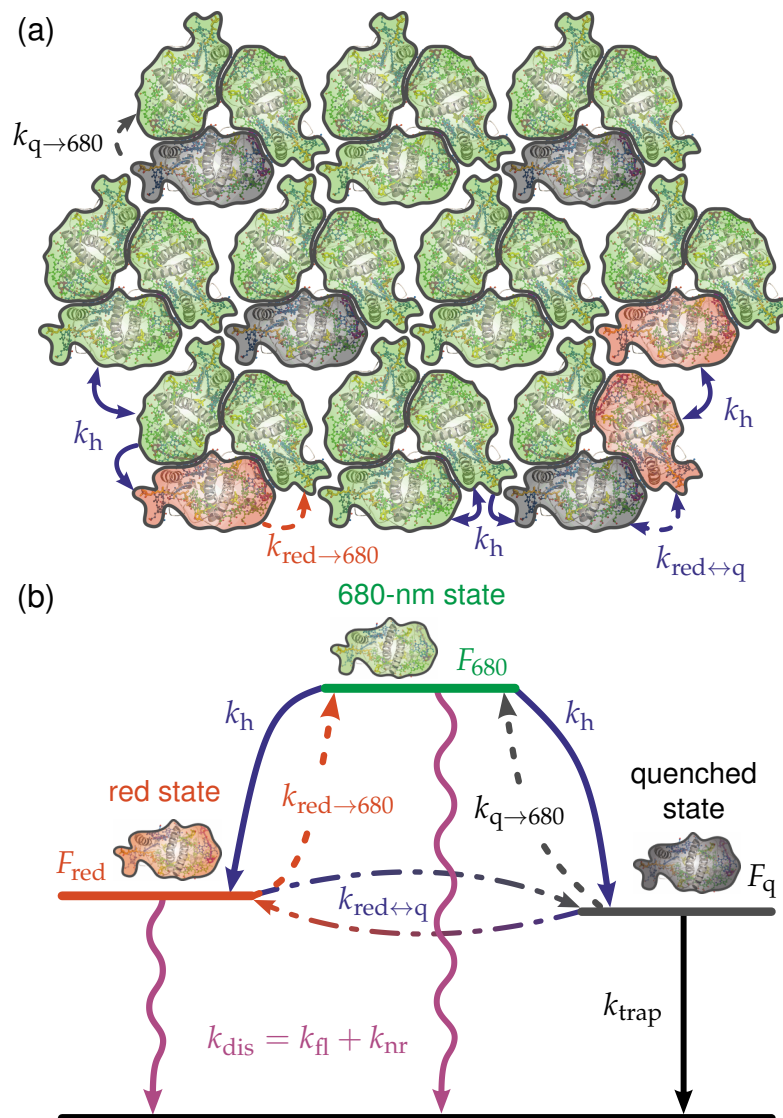 (a)
k_q→680
k_h
k_h
k_h
k_red→680
k_red↔q
(b)
680-nm state
F_680
k_h
k_h
red state
k_red→680
k_q→680
quenched
state
F_red
F_q
k_red↔q
k_trap
k_dis = k_fl + k_nr